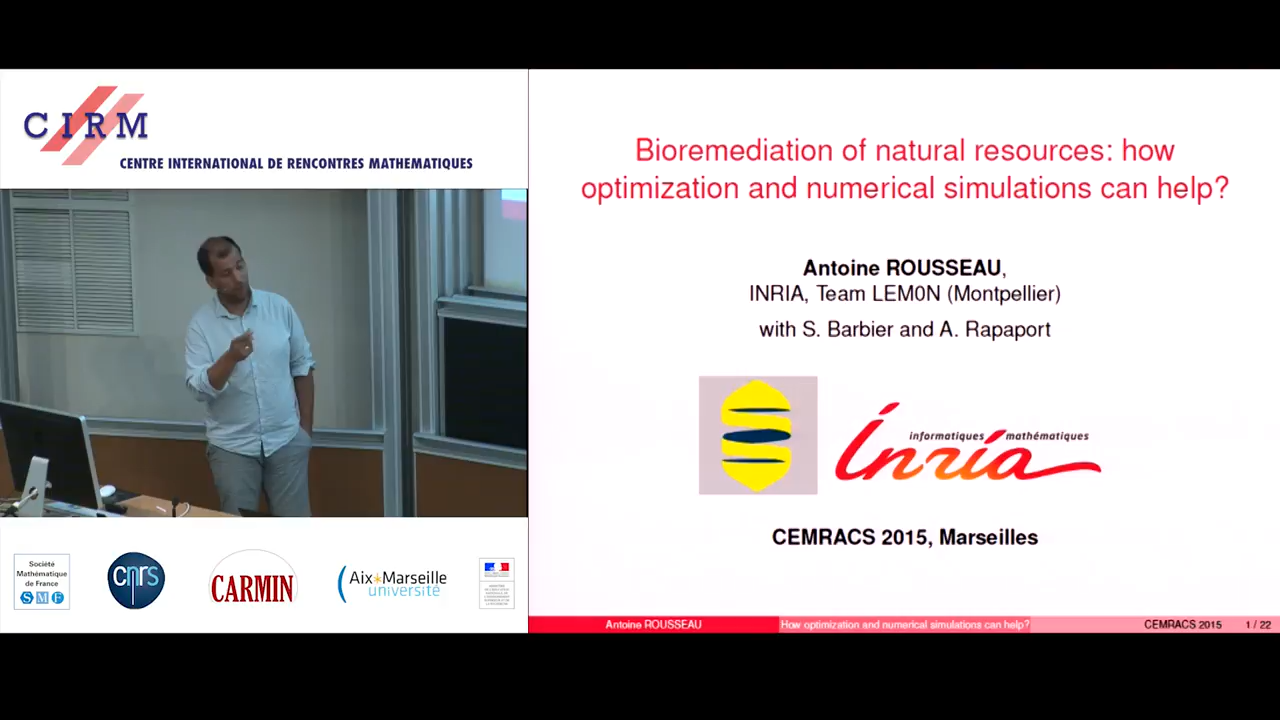 CIRM
CENTRE INTERNATIONAL DE RENCONTRES MATHEMATIQUES
Bioremediation of natural resources: how
optimization and numerical simulations can help?
Antoine ROUSSEAU,
INRIA, Team LEM0N (Montpellier)
with S. Barbier and A. Rapaport
informatiques mathématiques
Inria
CEMRACS 2015, Marseilles
Société
Mathématique
de France
S M F
cnrs
CARMIN
Aix*Marseille
université
Antoine ROUSSEAU How optimization and numerical simulations can help? CEMRACS 2015 1 / 22